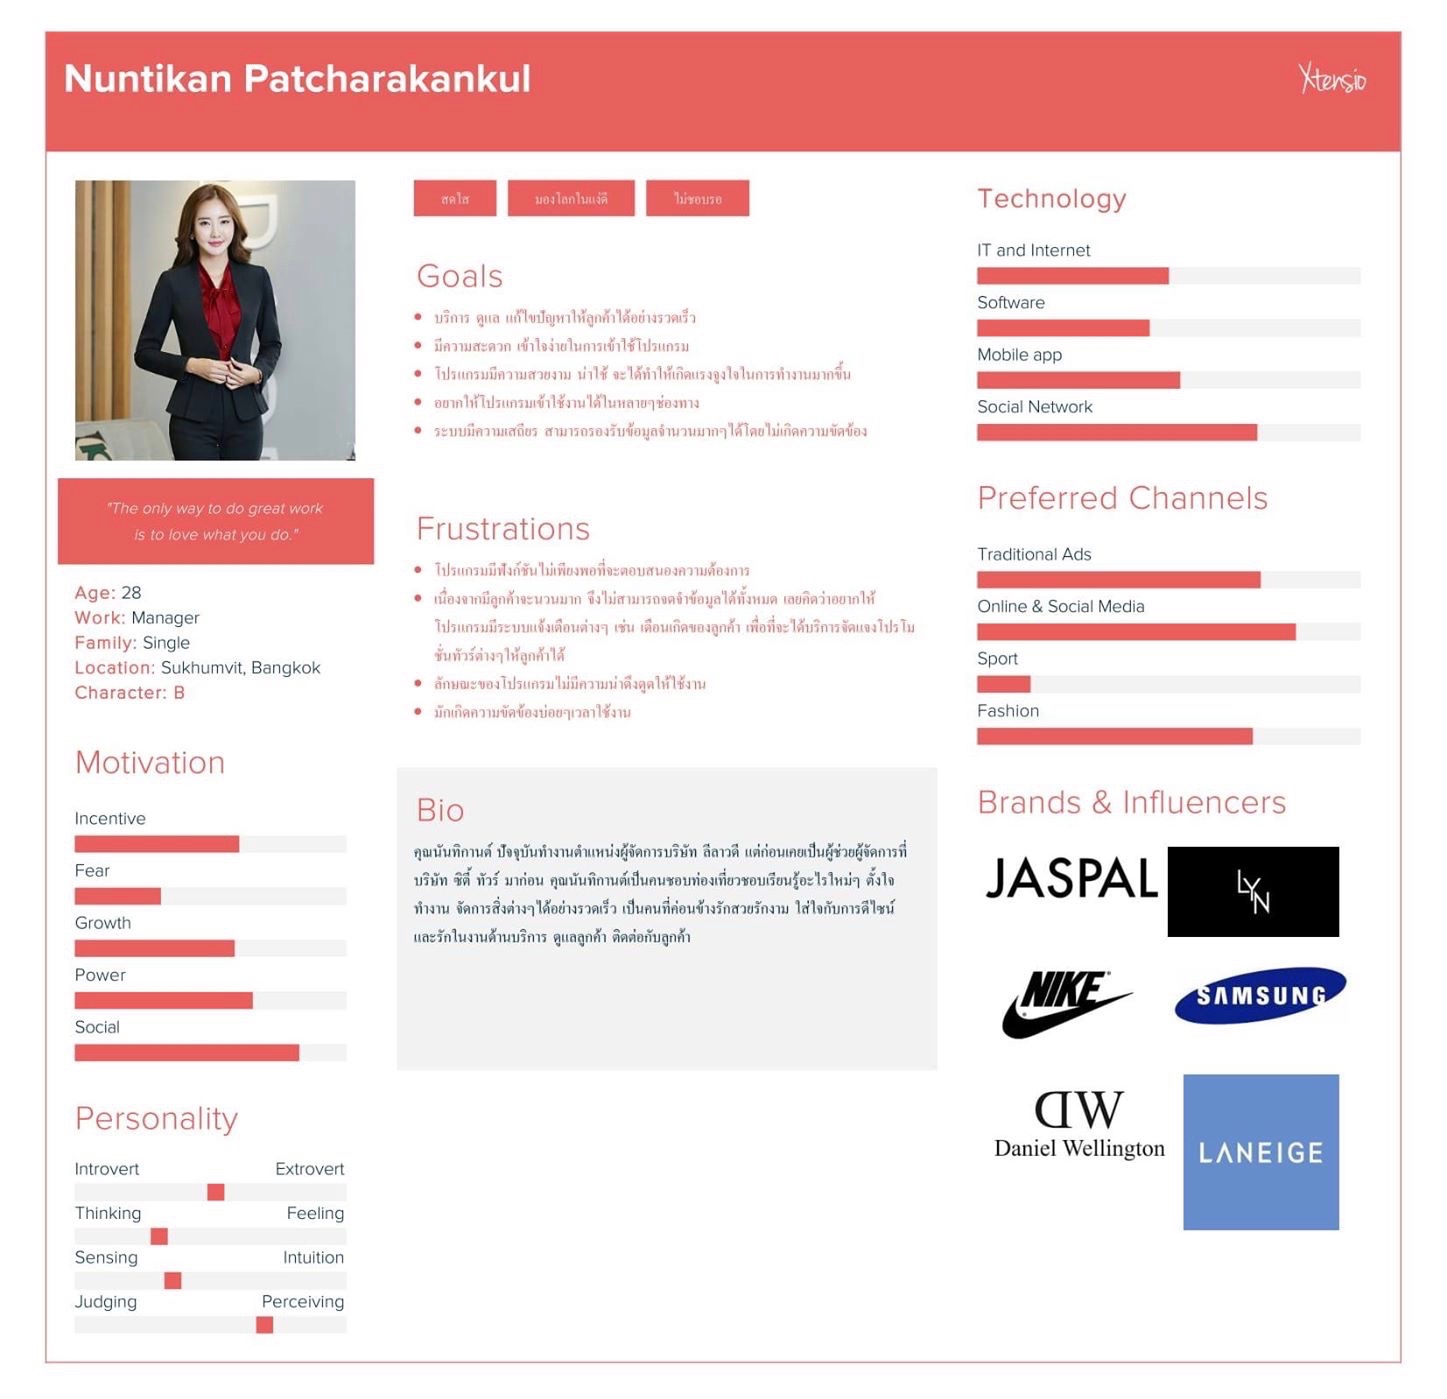 Nuntikan Patcharakankul
Xtensio
"The only way to do great work
is to love what you do."
Age: 28
Work: Manager
Family: Single
Location: Sukhumvit, Bangkok
Character: B
Motivation
Incentive
Fear
Growth
Power
Social
Personality
Introvert Extrovert
Thinking Feeling
Sensing Intuition
Judging Perceiving
สดใส มองโลกในแง่ดี ไม่ชอบรอ
Goals
บริการ ดูแล แก้ไขปัญหาให้ลูกค้าได้อย่างรวดเร็ว
มีความสะดวก เข้าใจง่ายในการเข้าใช้โปรแกรม
โปรแกรมมีความสวยงาม น่าใช้ จะได้ทำให้เกิดแรงจูงใจในการทำงานมากขึ้น
อยากให้โปรแกรมเข้าใช้งานได้ในหลายๆช่องทาง
ระบบมีความเสถียร สามารถรองรับข้อมูลจำนวนมากๆได้โดยไม่เกิดความขัดข้อง
Frustrations
โปรแกรมมีฟังก์ชันไม่เพียงพอที่จะตอบสนองความต้องการ
เนื่องจากมีลูกค้าจะนวนมาก จึงไม่สามารถจดจำข้อมูลได้ทั้งหมด เลยคิดว่าอยากให้
โปรแกรมมีระบบแจ้งเตือนต่างๆ เช่น เตือนเกิดของลูกค้า เพื่อที่จะได้บริการจัดแจงโปรโม
ชั่นทัวร์ต่างๆให้ลูกค้าได้
ลักษณะของโปรแกรมไม่มีความน่าดึงดูดให้ใช้งาน
มักเกิดความขัดข้องบ่อยๆเวลาใช้งาน
Bio
คุณนันทิกานต์ ปัจจุบันทำงานตำแหน่งผู้จัดการบริษัท ลีลาวดี แต่ก่อนเคยเป็นผู้ช่วยผู้จัดการที่
บริษัท ซิตี้ ทัวร์ มาก่อน คุณนันทิกานต์เป็นคนชอบท่องเที่ยวชอบเรียนรู้อะไรใหม่ๆ ตั้งใจ
ทำงาน จัดการสิ่งต่างๆได้อย่างรวดเร็ว เป็นคนที่ค่อนข้างรักสวยรักงาม ใส่ใจกับการดีไซน์
และรักในงานด้านบริการ ดูแลลูกค้า ติดต่อกับลูกค้า
Technology
IT and Internet
Software
Mobile app
Social Network
Preferred Channels
Traditional Ads
Online & Social Media
Sport
Fashion
Brands & Influencers
JASPAL LYN
NIKE SAMSUNG
DW
Daniel Wellington
LANEIGE